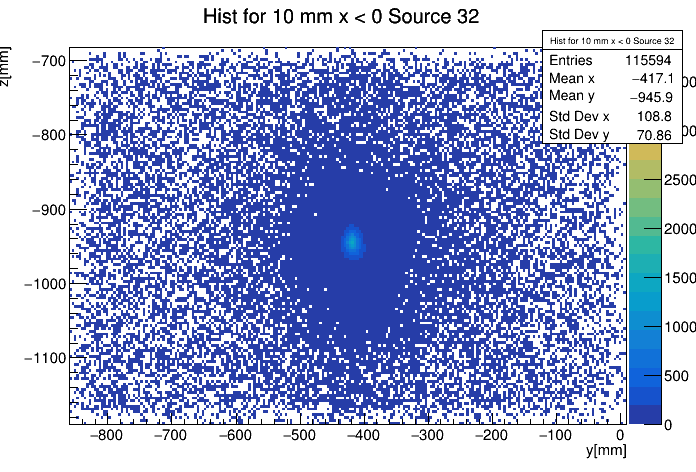 Hist for 10 mm x < 0 Source 32
Hist for 10 mm x < 0 Source 32
Entries 115594
Mean x −417.1
Mean y −945.9
Std Dev x 108.8
Std Dev y 70.86
z[mm]
−700
−800
−900
−1000
−1100
2500
2000
1500
1000
500
0
−800 −700 −600 −500 −400 −300 −200 −100 0
y[mm]